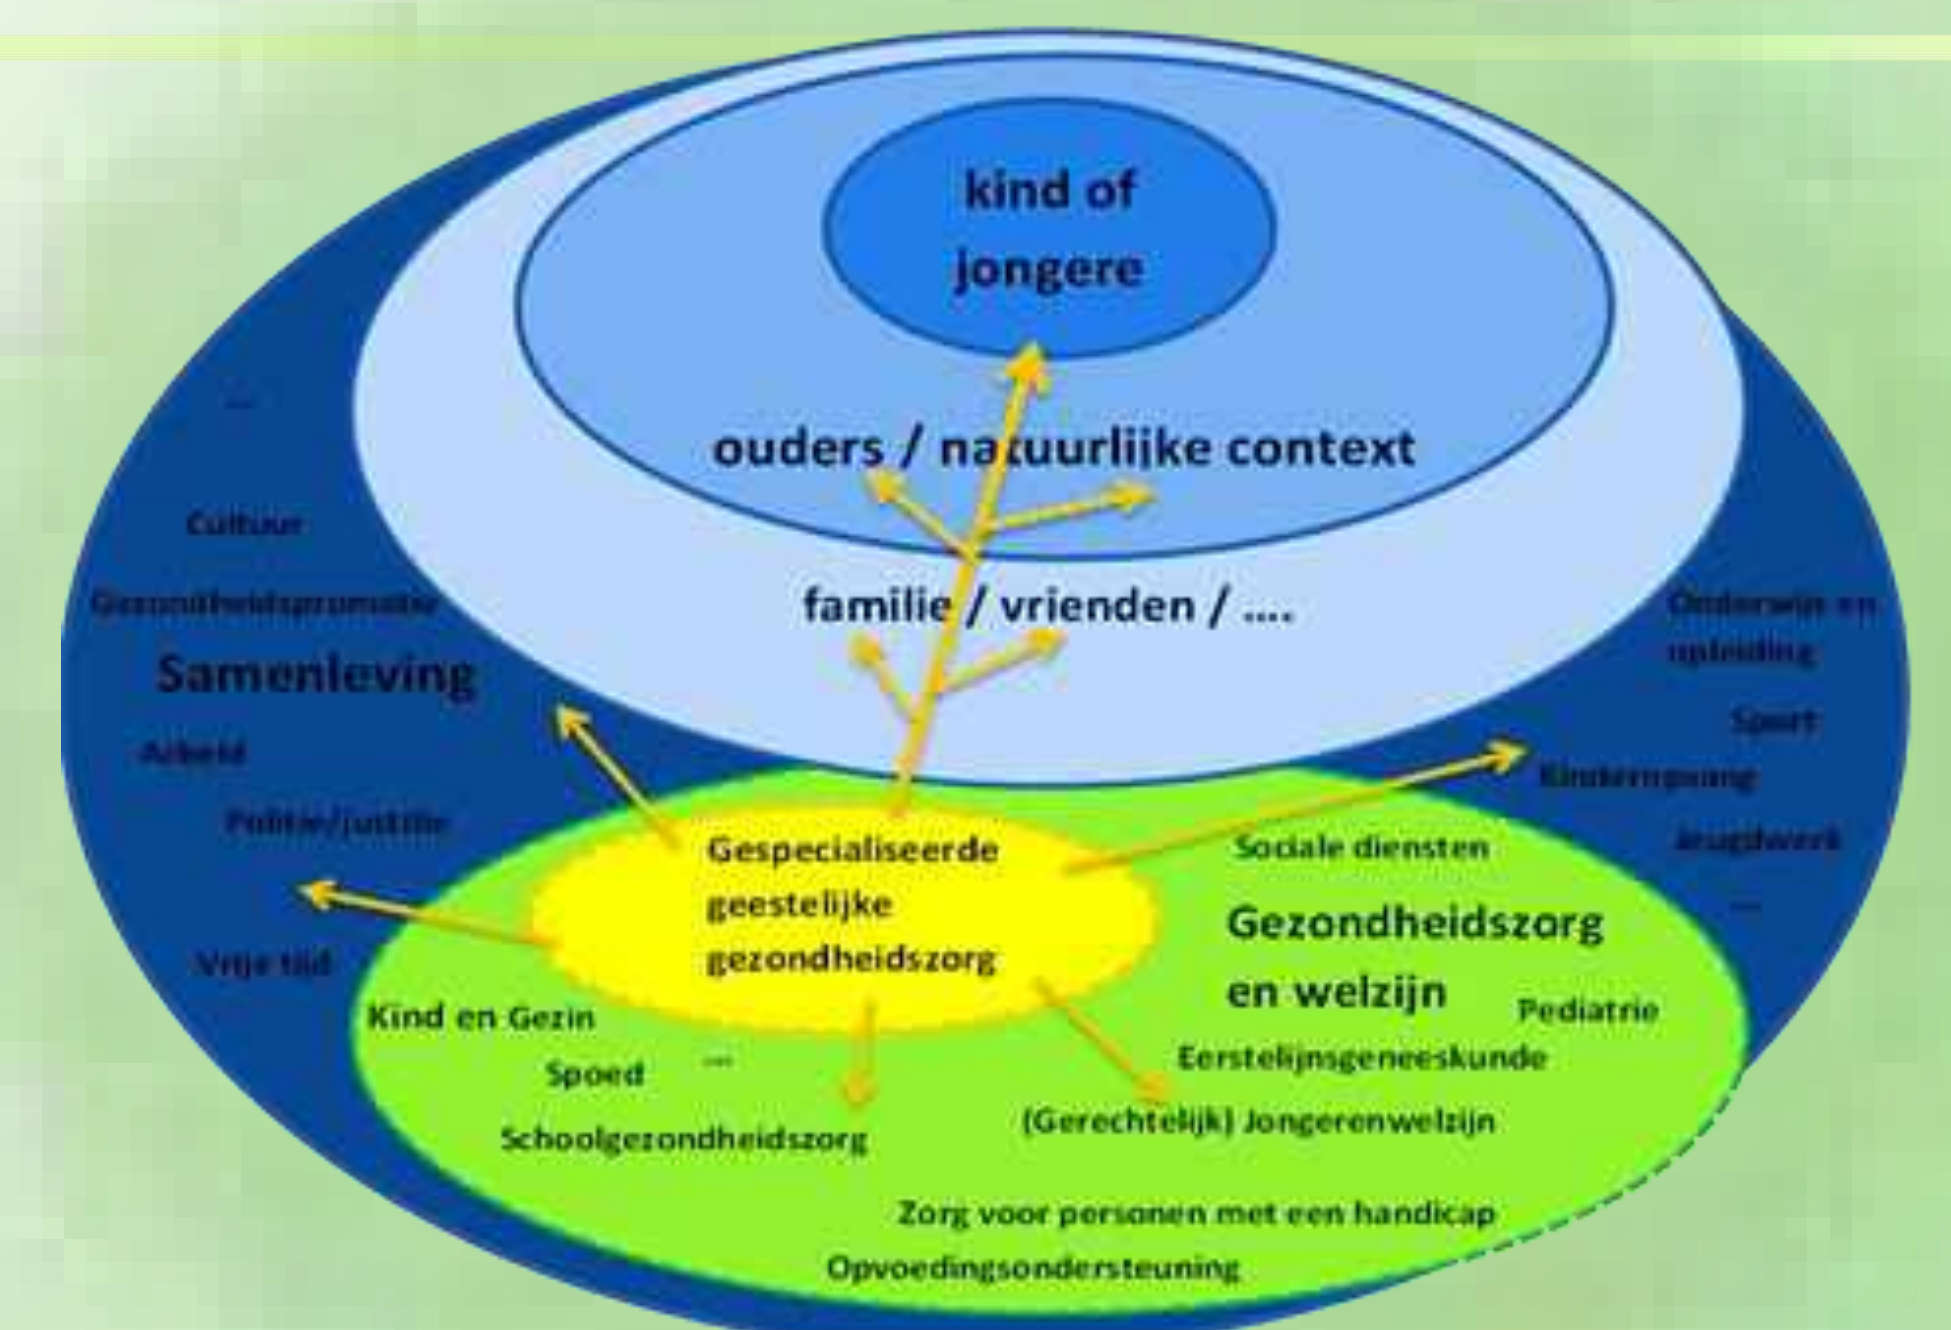 kind of
jongere
ouders / natuurlijke context
familie / vrienden / ....
...
Cultuur
Gezondheidspromotie
Samenleving
Arbeid
Politie/justitie
Vrije tijd
Onderwijs en
opleiding
Sport
Kinderopvang
Jeugdwerk
...
Gespecialiseerde
geestelijke
gezondheidszorg
Sociale diensten
Gezondheidszorg
en welzijn
Pediatrie
Kind en Gezin
Spoed
...
Eerstelijnsgeneeskunde
Schoolgezondheidszorg
(Gerechtelijk) Jongerenwelzijn
Zorg voor personen met een handicap
Opvoedingsondersteuning